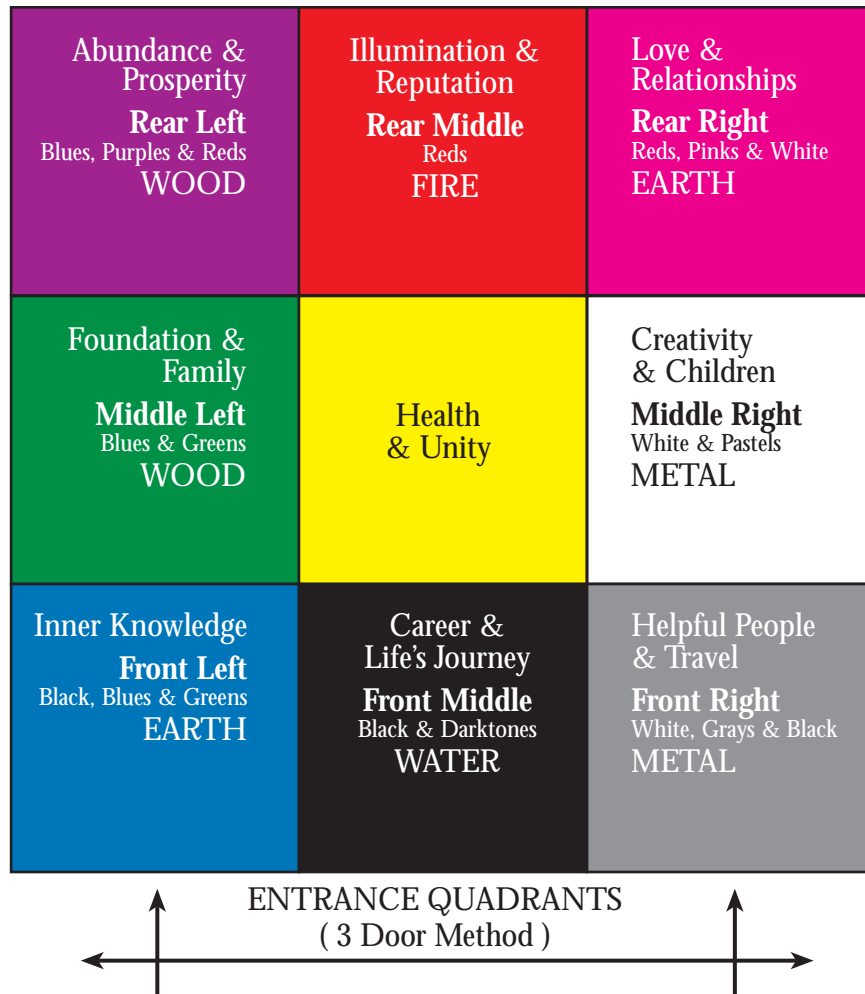 Abundance &
Prosperity
Rear Left
Blues, Purples & Reds
WOOD
Illumination &
Reputation
Rear Middle
Reds
FIRE
Love &
Relationships
Rear Right
Reds, Pinks & White
EARTH
Foundation &
Family
Middle Left
Blues & Greens
WOOD
Health
& Unity
Creativity
& Children
Middle Right
White & Pastels
METAL
Inner Knowledge
Front Left
Black, Blues & Greens
EARTH
Career &
Life's Journey
Front Middle
Black & Darktones
WATER
Helpful People
& Travel
Front Right
White, Grays & Black
METAL
ENTRANCE QUADRANTS
( 3 Door Method )